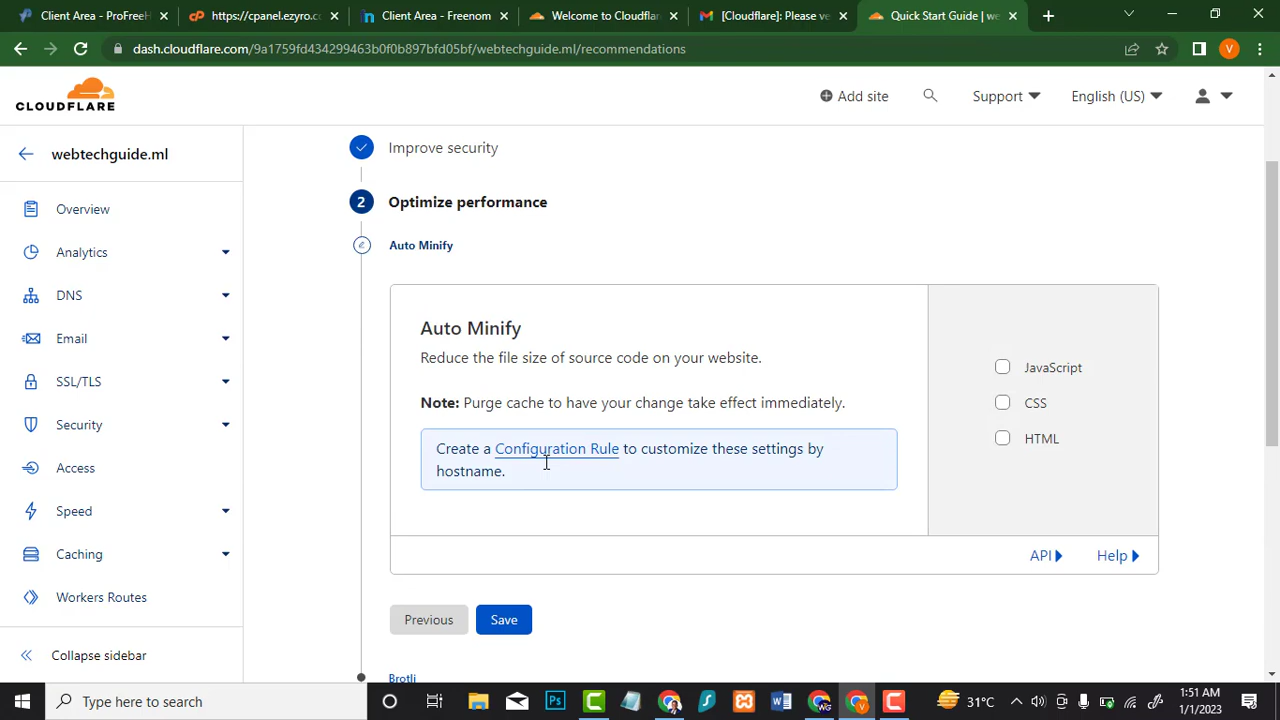 Area - ProFreeH
https://cpanel.ezyro.c
Client Area - Freenom
Welcome to Cloudflar
[Cloudflare]: Please ve
Quick Start Guide | we
dash.cloudflare.com/9a1759fd434299463b0f0b897bfd05bf/webtechguide.ml/recommendations
V
CLOUDFLARE
Add site
Support
English (US)
webtechguide.ml
Overview
Analytics
DNS
Email
SSL/TLS
Security
Access
Speed
Caching
Workers Routes
Collapse sidebar
Improve security
2 Optimize performance
Auto Minify
Auto Minify
Reduce the file size of source code on your website.
Note: Purge cache to have your change take effect immediately.
Create a Configuration Rule to customize these settings by
hostname.
JavaScript
CSS
HTML
API
Help
Previous
Save
Brotli
Type here to search
Ps
31°C
1:51 AM
1/1/2023